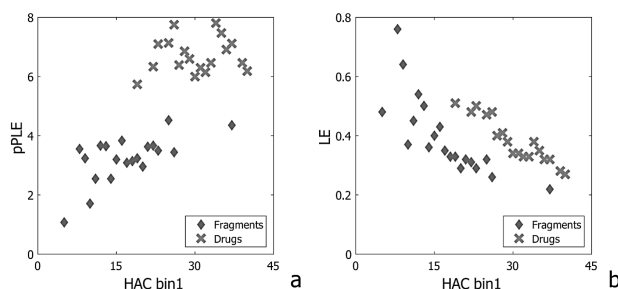 8
6
4
2
0
pPLE
0 15 30 45
HAC bin1
Fragments
Drugs
a
0.8
0.6
0.4
0.2
0
LE
0 15 30 45
HAC bin1
Fragments
Drugs
b